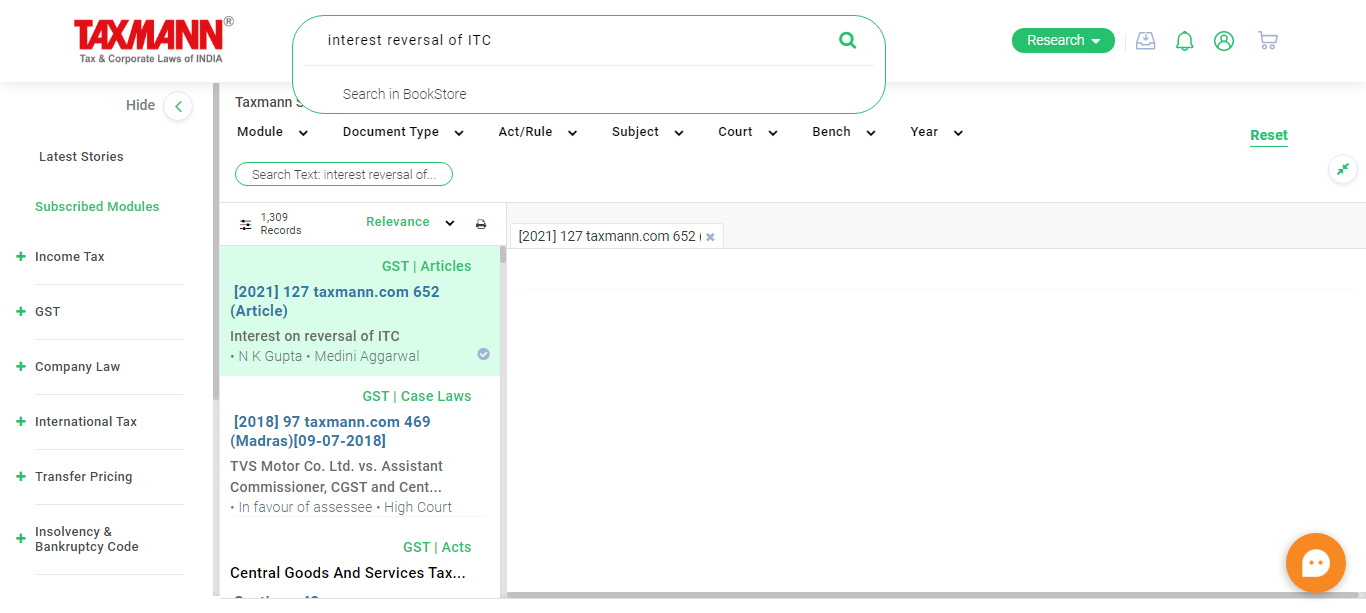 TAXMANN®
Tax & Corporate Laws of INDIA
interest reversal of ITC
Search in BookStore
Research
Hide
Latest Stories
Subscribed Modules
Income Tax
GST
Company Law
International Tax
Transfer Pricing
Insolvency &
Bankruptcy Code
Taxmann S
Module
Document Type
Act/Rule
Subject
Court
Bench
Year
Reset
Search Text: interest reversal of...
1,309
Records
Relevance
GST | Articles
[2021] 127 taxmann.com 652
(Article)
Interest on reversal of ITC
• N K Gupta • Medini Aggarwal
GST | Case Laws
[2018] 97 taxmann.com 469
(Madras)[09-07-2018]
TVS Motor Co. Ltd. vs. Assistant
Commissioner, CGST and Cent...
• In favour of assessee • High Court
GST | Acts
Central Goods And Services Tax...
[2021] 127 taxmann.com 652 (